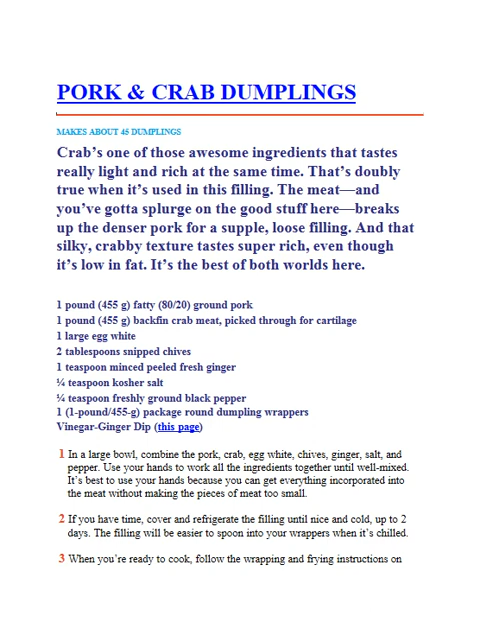 PORK & CRAB DUMPLINGS
MAKES ABOUT 45 DUMPLINGS
Crab's one of those awesome ingredients that tastes
really light and rich at the same time. That's doubly
true when it's used in this filling. The meat—and
you've gotta splurge on the good stuff here—breaks
up the denser pork for a supple, loose filling. And that
silky, crabby texture tastes super rich, even though
it's low in fat. It's the best of both worlds here.
1 pound (455 g) fatty (80/20) ground pork
1 pound (455 g) backfin crab meat, picked through for cartilage
1 large egg white
2 tablespoons snipped chives
1 teaspoon minced peeled fresh ginger
¼ teaspoon kosher salt
¼ teaspoon freshly ground black pepper
1 (1-pound/455-g) package round dumpling wrappers
Vinegar-Ginger Dip (this page)
1 In a large bowl, combine the pork, crab, egg white, chives, ginger, salt, and
pepper. Use your hands to work all the ingredients together until well-mixed.
It's best to use your hands because you can get everything incorporated into
the meat without making the pieces of meat too small.
2 If you have time, cover and refrigerate the filling until nice and cold, up to 2
days. The filling will be easier to spoon into your wrappers when it's chilled.
3 When you're ready to cook, follow the wrapping and frying instructions on